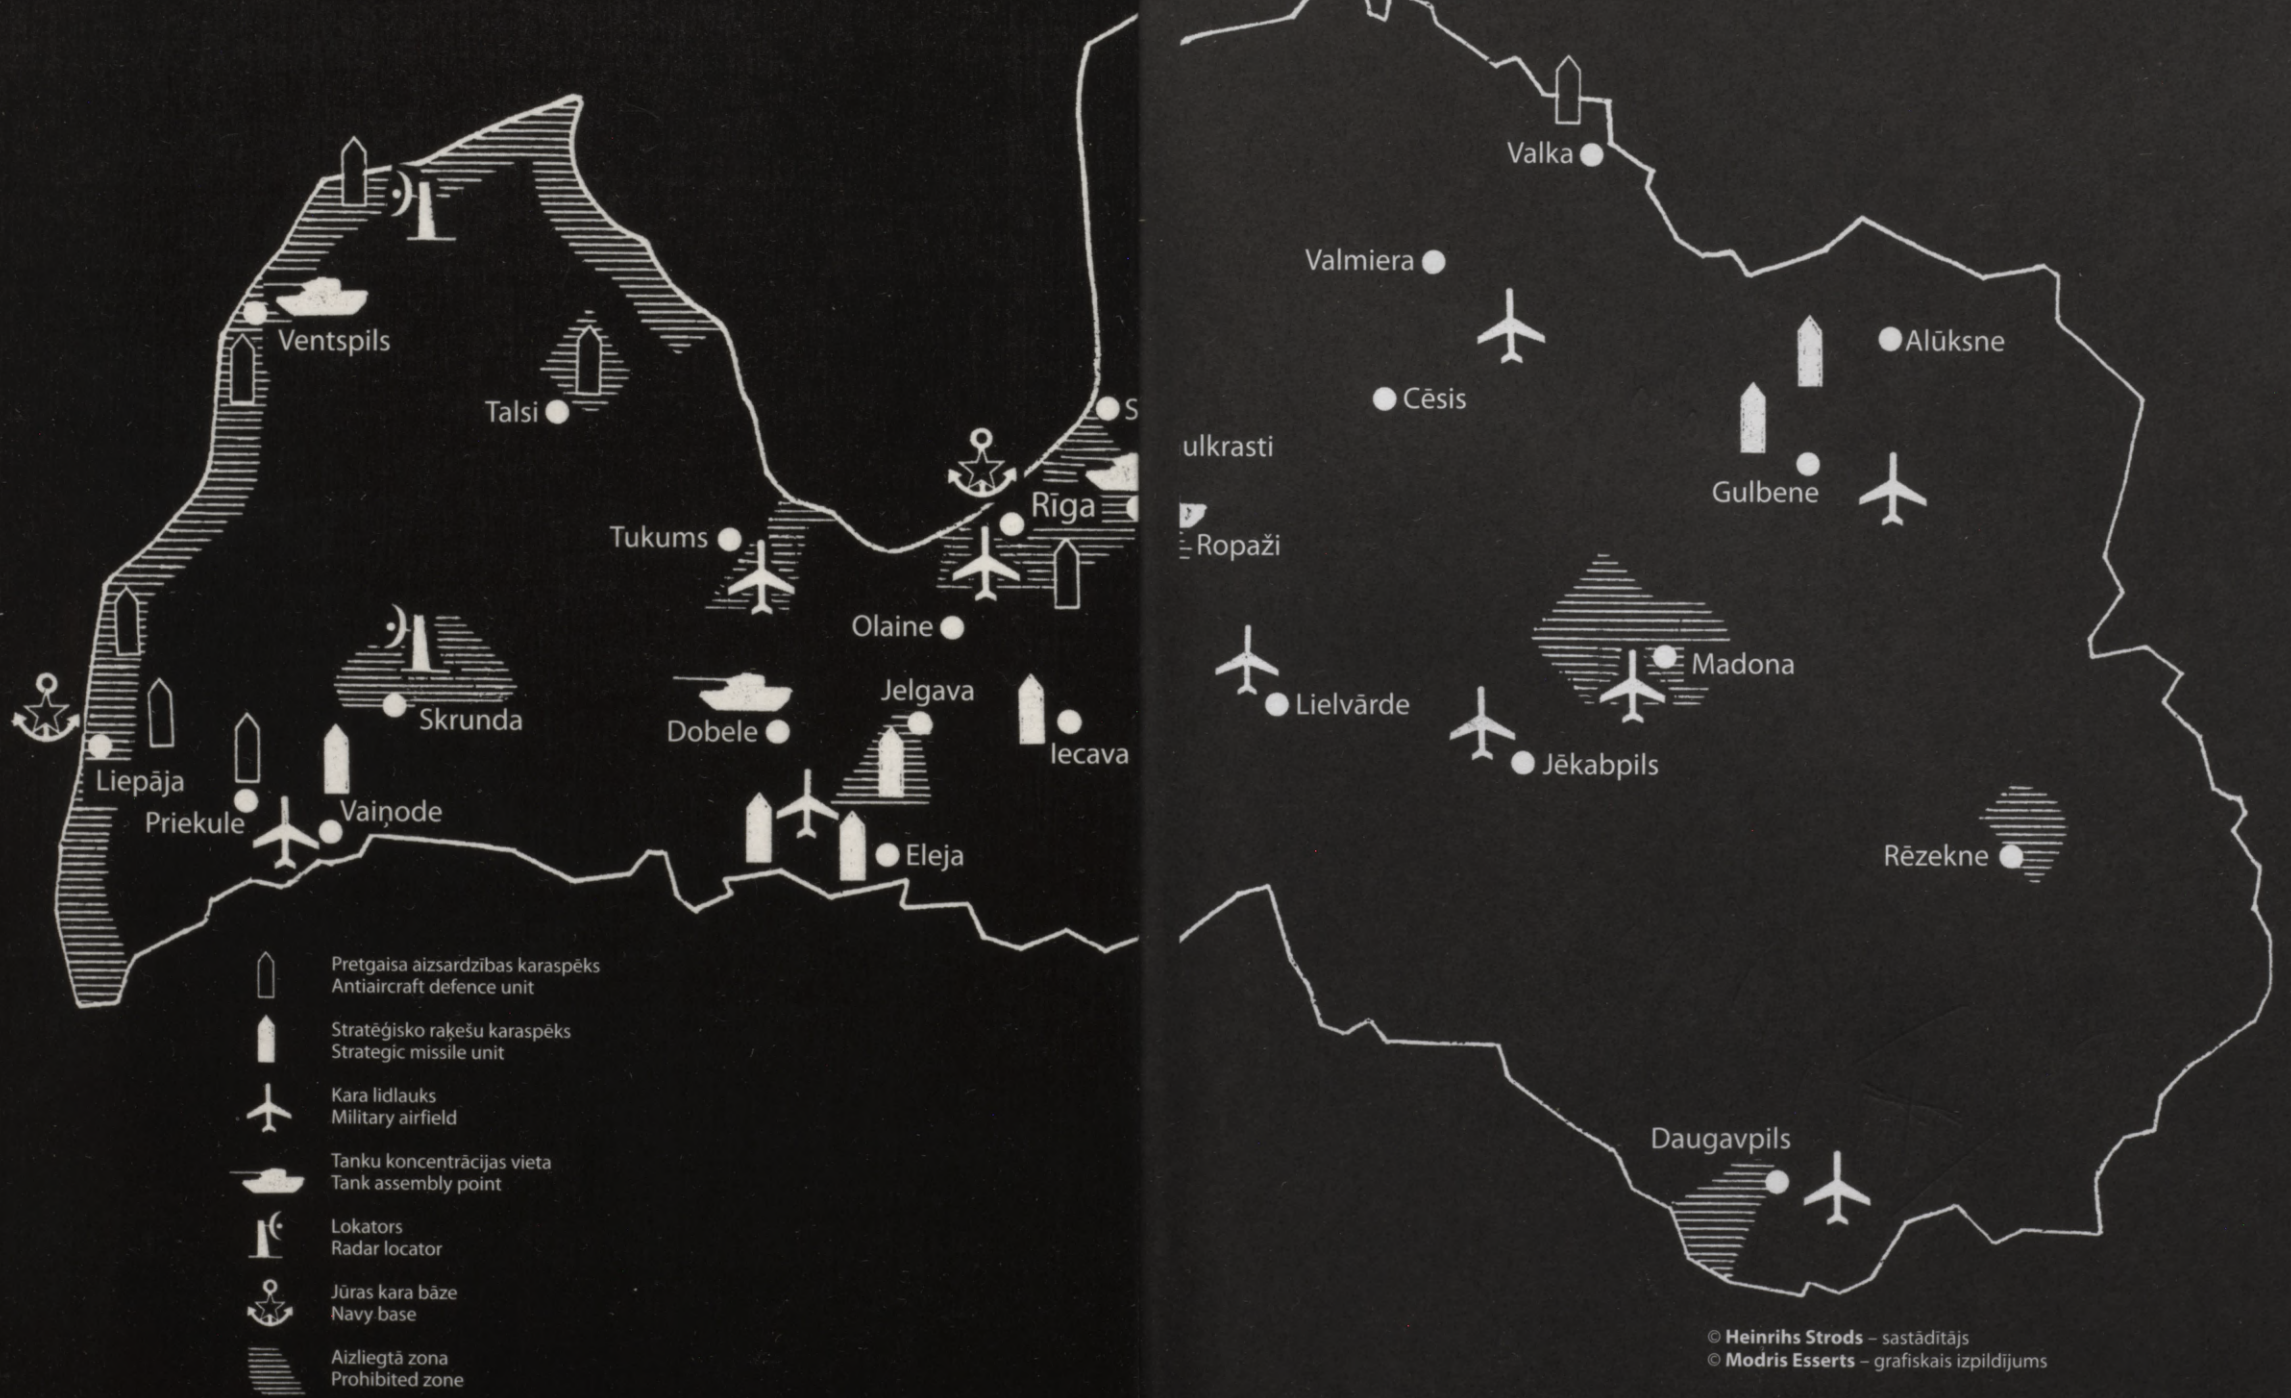 Valka
Valmiera
Ventspils
Alūksne
Talsi
Cēsis
S
ulkrasti
Gulbene
Rīga
Tukums
Ropaži
Olaine
Madona
Jelgava
Skrunda
Lielvārde
Dobele
Iecava
Jēkabpils
Liepāja
Vaiņode
Priekule
Eleja
Rēzekne
Pretgaisa aizsardzības karaspēks
Antiaircraft defence unit
Stratēģisko raķešu karaspēks
Strategic missile unit
Kara lidlauks
Military airfield
Tanku koncentrācijas vieta
Tank assembly point
Lokators
Radar locator
Jūras kara bāze
Navy base
Aizliegtā zona
Prohibited zone
Daugavpils
© Heinrihs Strods – sastādītājs
© Modris Esserts – grafiskais izpildījums